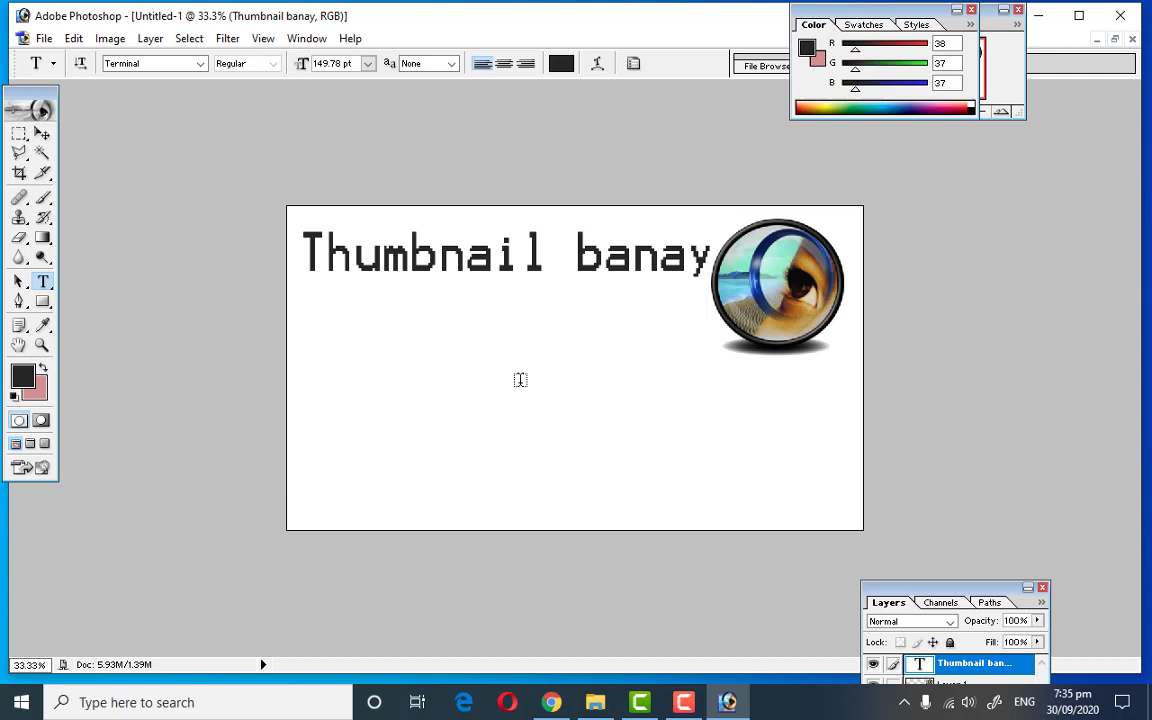 Adobe Photoshop - [Untitled-1 @ 33.3% (Thumbnail banay, RGB)]
File Edit Image Layer Select Filter View Window Help
Terminal Regular 149.78 pt None File Browse
Color Swatches Styles
R 38
G 37
B 37
Thumbnail banay
Layers Channels Paths
Normal Opacity: 100%
Lock: Fill: 100%
Thumbnail ban...
33.33% Doc: 5.93M/1.39M
Type here to search
ENG
7:35 pm
30/09/2020